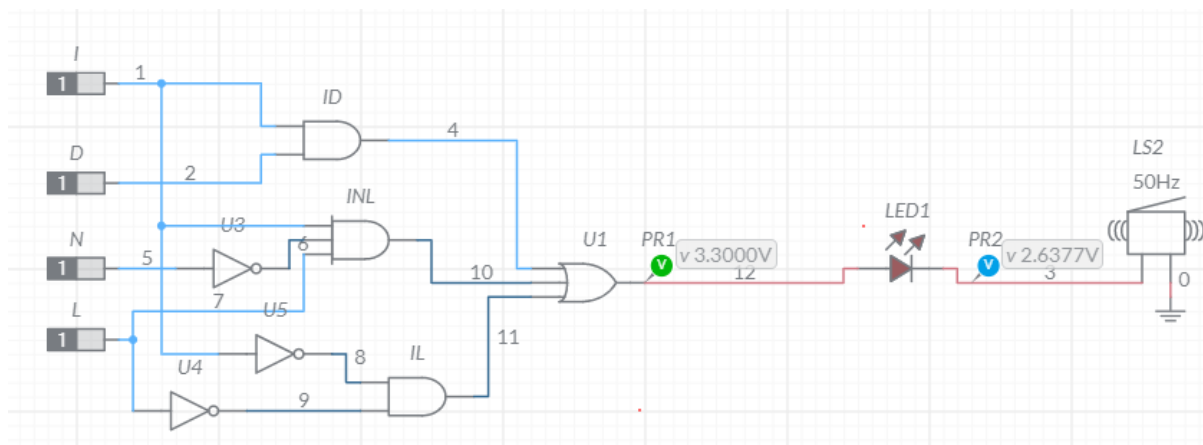 I
1
1
ID
4
D
1
2
INL
U3
6
N
1
5
10
7
L
1
U5
U4
8
IL
9
11
U1
PR1
V
v 3.3000V
12
LED1
PR2
V
v 2.6377V
3
LS2
50Hz
0